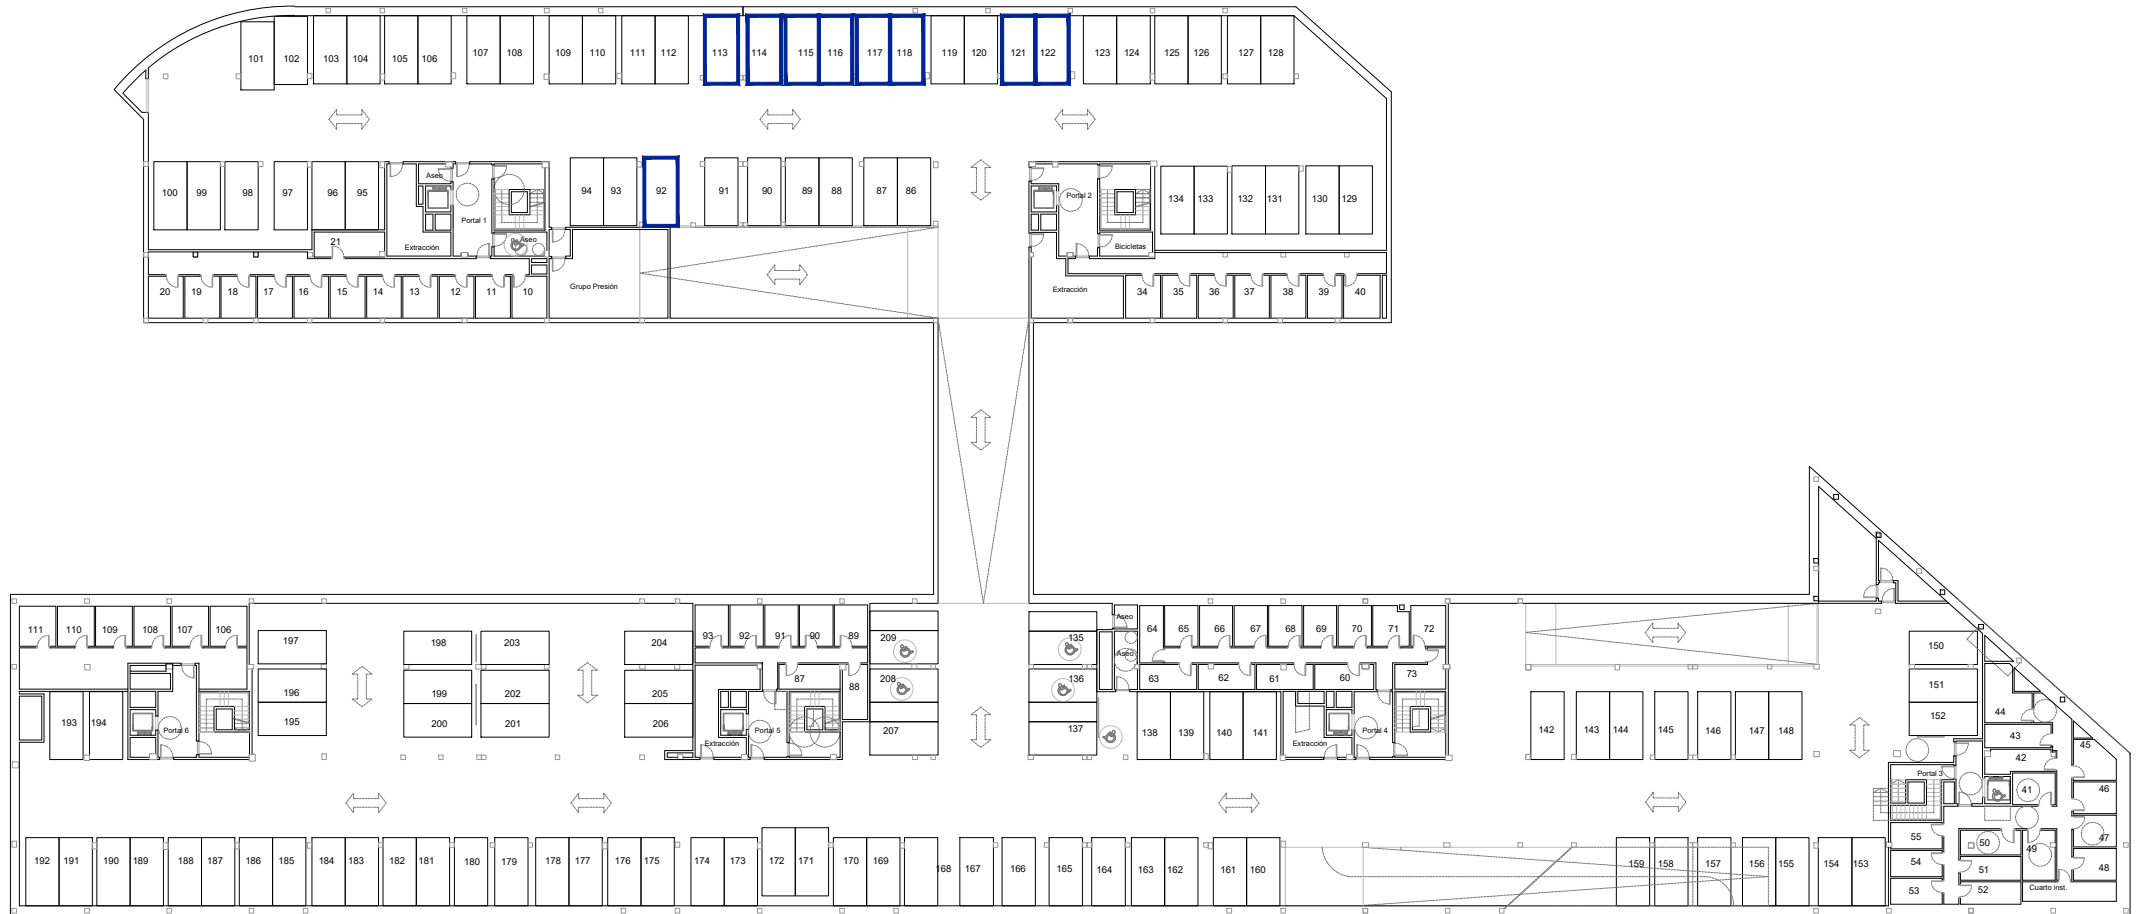 101 102 103 104 105 106 107 108 109 110 111 112 113 114 115 116 117 118 119 120 121 122 123 124 125 126 127 128
100 99 98 97 96 95 94 93 92 91 90 89 88 87 86 134 133 132 131 130 129
Aseo
Portal 1
Portal 2
21
Extracción
Aseo
Bicicletas
20 19 18 17 16 15 14 13 12 11 10
Grupo Presión
Extracción
34 35 36 37 38 39 40
111 110 109 108 107 106
197 198 203 204
93 92 91 90 89
209
135
Aseo
64 65 66 67 68 69 70 71 72
150
Aseo
196 199 202 205
87
88
208
136
63 62 61 60 73
151
193 194
195 200 201 206
207
137
152
44
Portal 6
Portal 5
Portal 4
138 139 140 141
142 143 144 145 146 147 148
43
45
Extracción
Extracción
42
Portal 3
41
46
47
55
50
49
54
51
48
53
52
Cuarto inst.
192 191 190 189 188 187 186 185 184 183 182 181 180 179 178 177 176 175 174 173 172 171 170 169 168 167 166 165 164 163 162 161 160 159 158 157 156 155 154 153